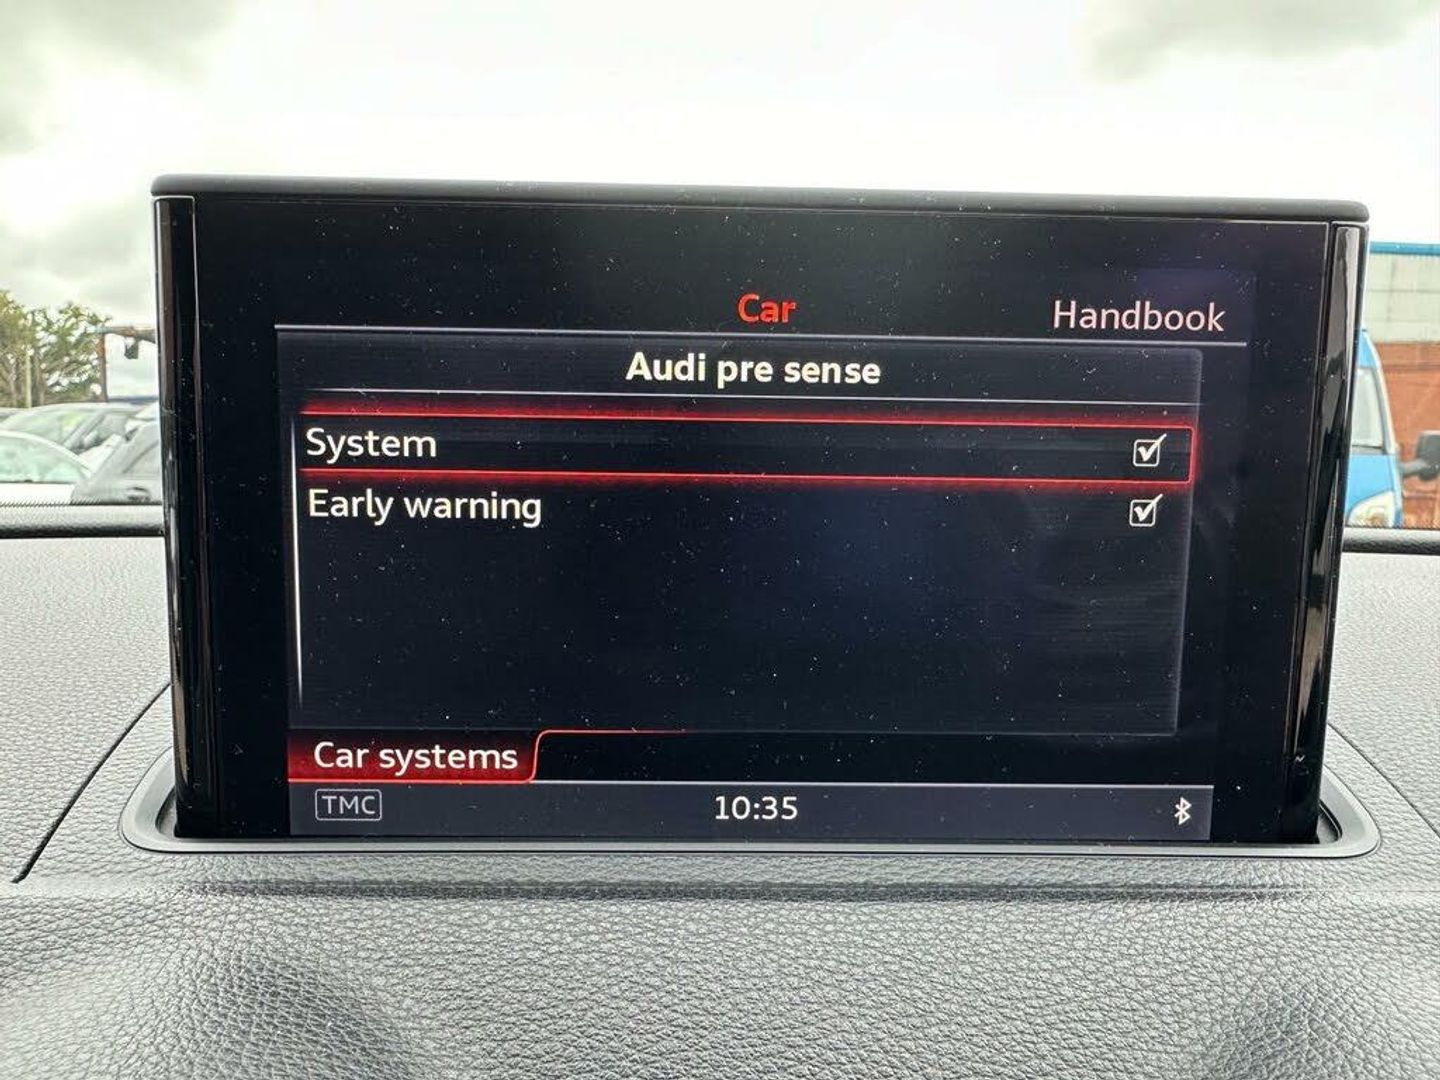 Car
Handbook
Audi pre sense
System
Early warning
Car systems
TMC
10:35